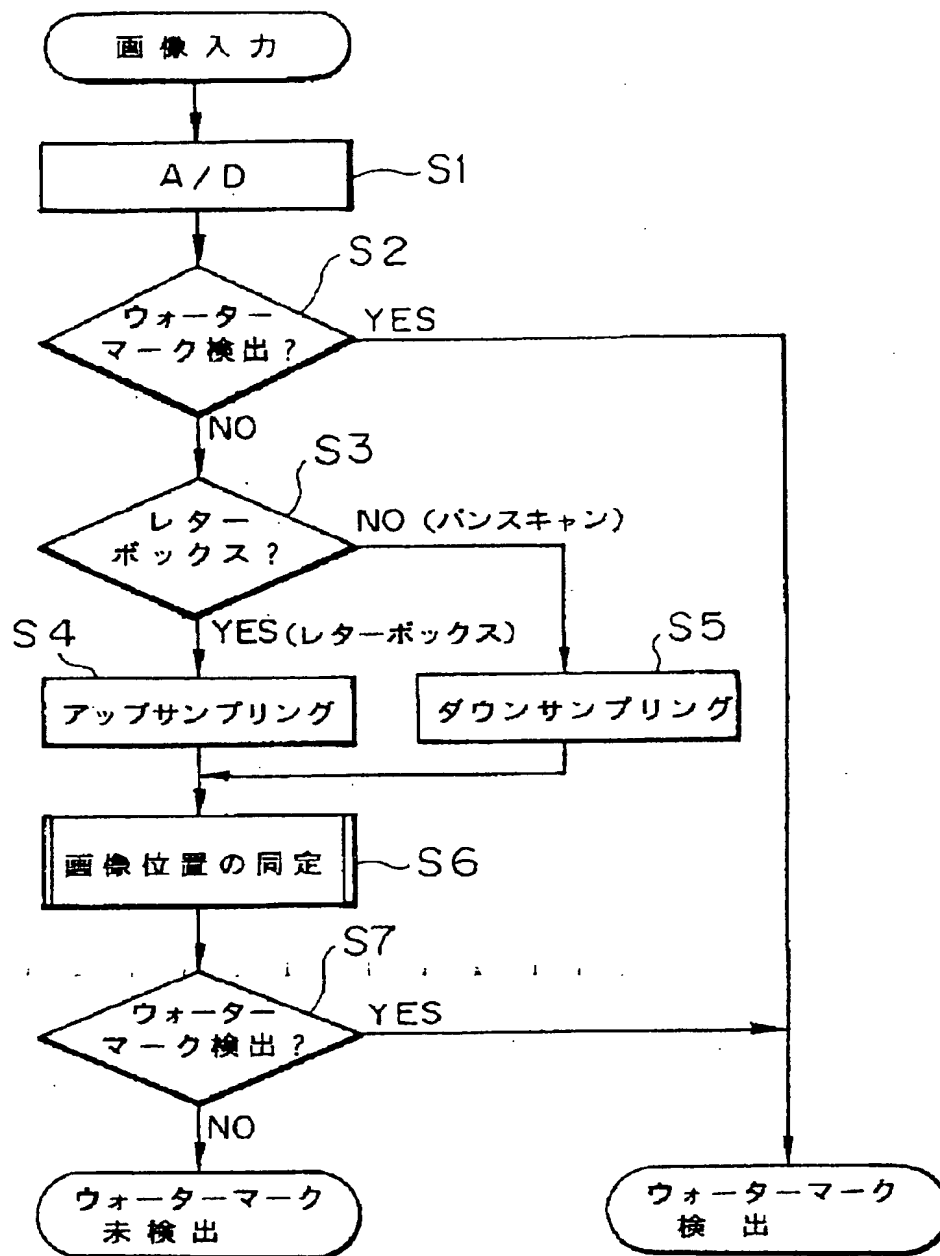 画像入力
A/D
S1
S2
ウォーター
マーク検出?
YES
NO
S3
レター
ボックス?
NO (パンスキャン)
YES(レターボックス)
S4
アップサンプリング
S5
ダウンサンプリング
画像位置の同定
S6
S7
ウォーター
マーク検出?
YES
NO
ウォーターマーク
未検出
ウォーターマーク
検出